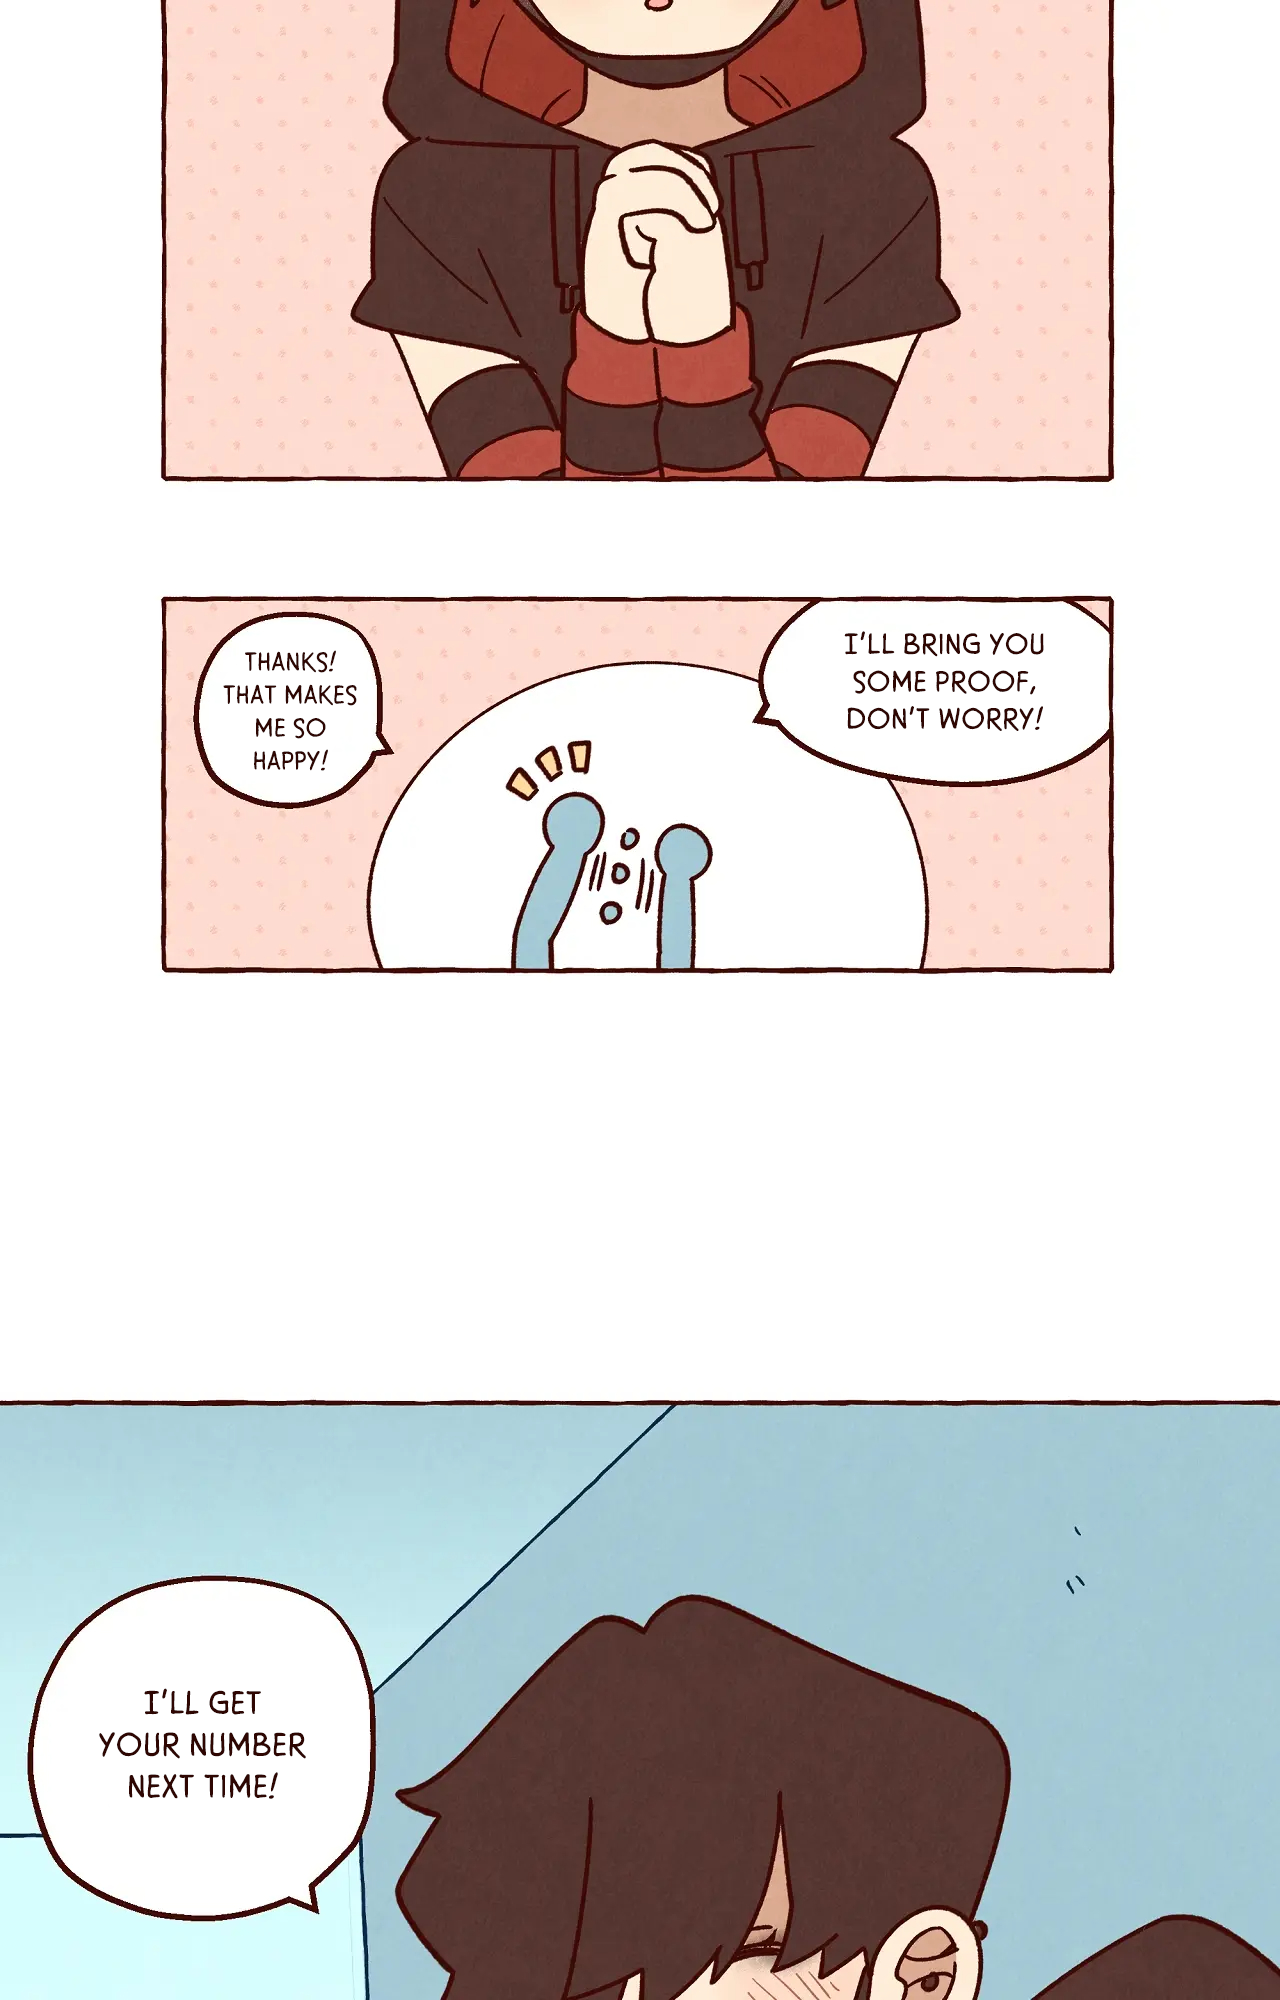 THANKS!
THAT MAKES
ME SO
HAPPY!
I'LL BRING YOU
SOME PROOF,
DON'T WORRY!
I'LL GET
YOUR NUMBER
NEXT TIME!